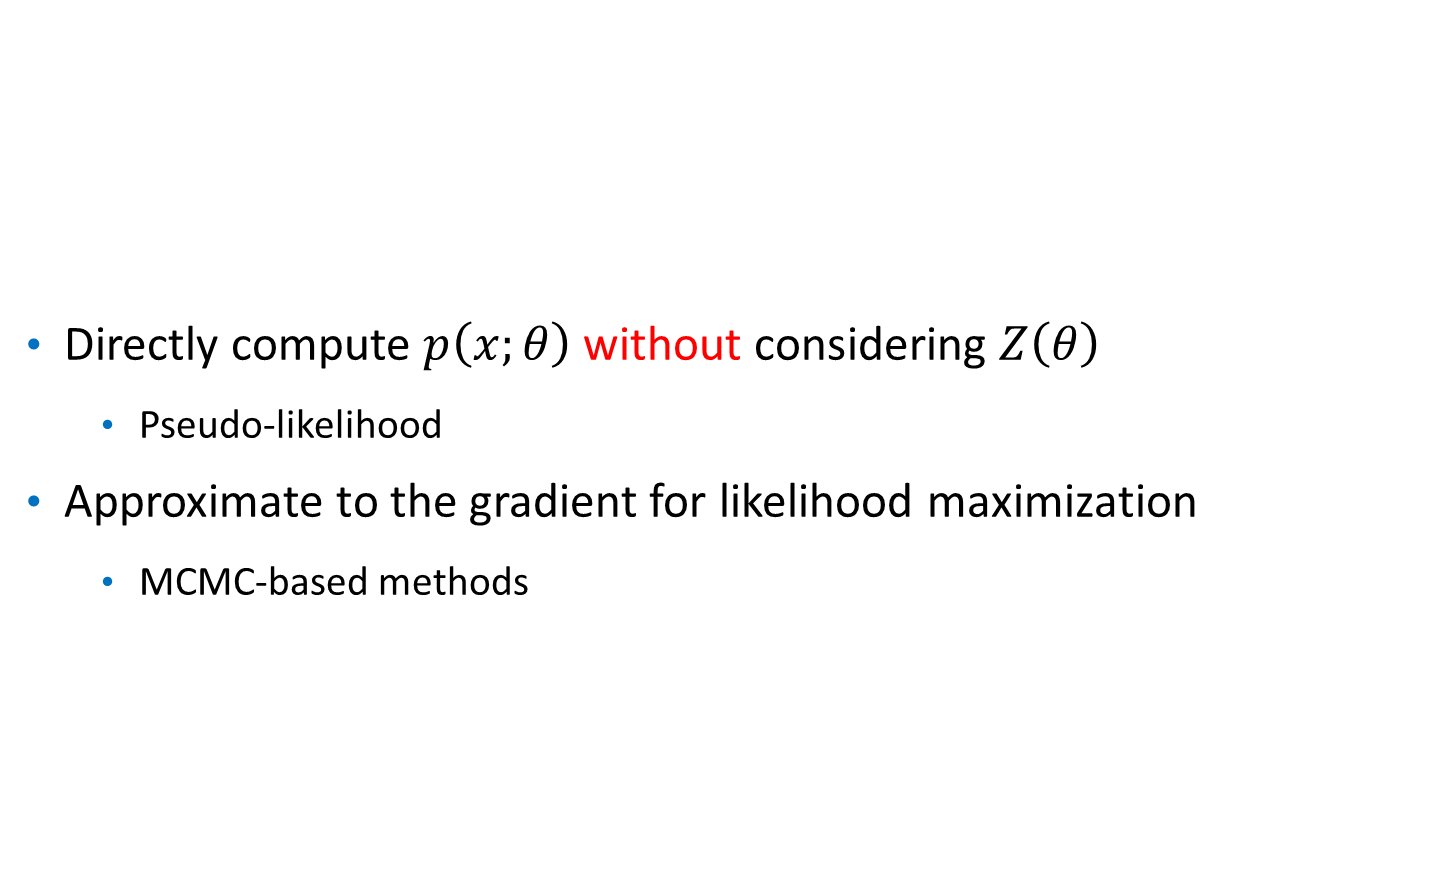 • Directly compute 𝑝(𝑥; 𝜃) without considering 𝑍(𝜃)
• Pseudo-likelihood
• Approximate to the gradient for likelihood maximization
• MCMC-based methods